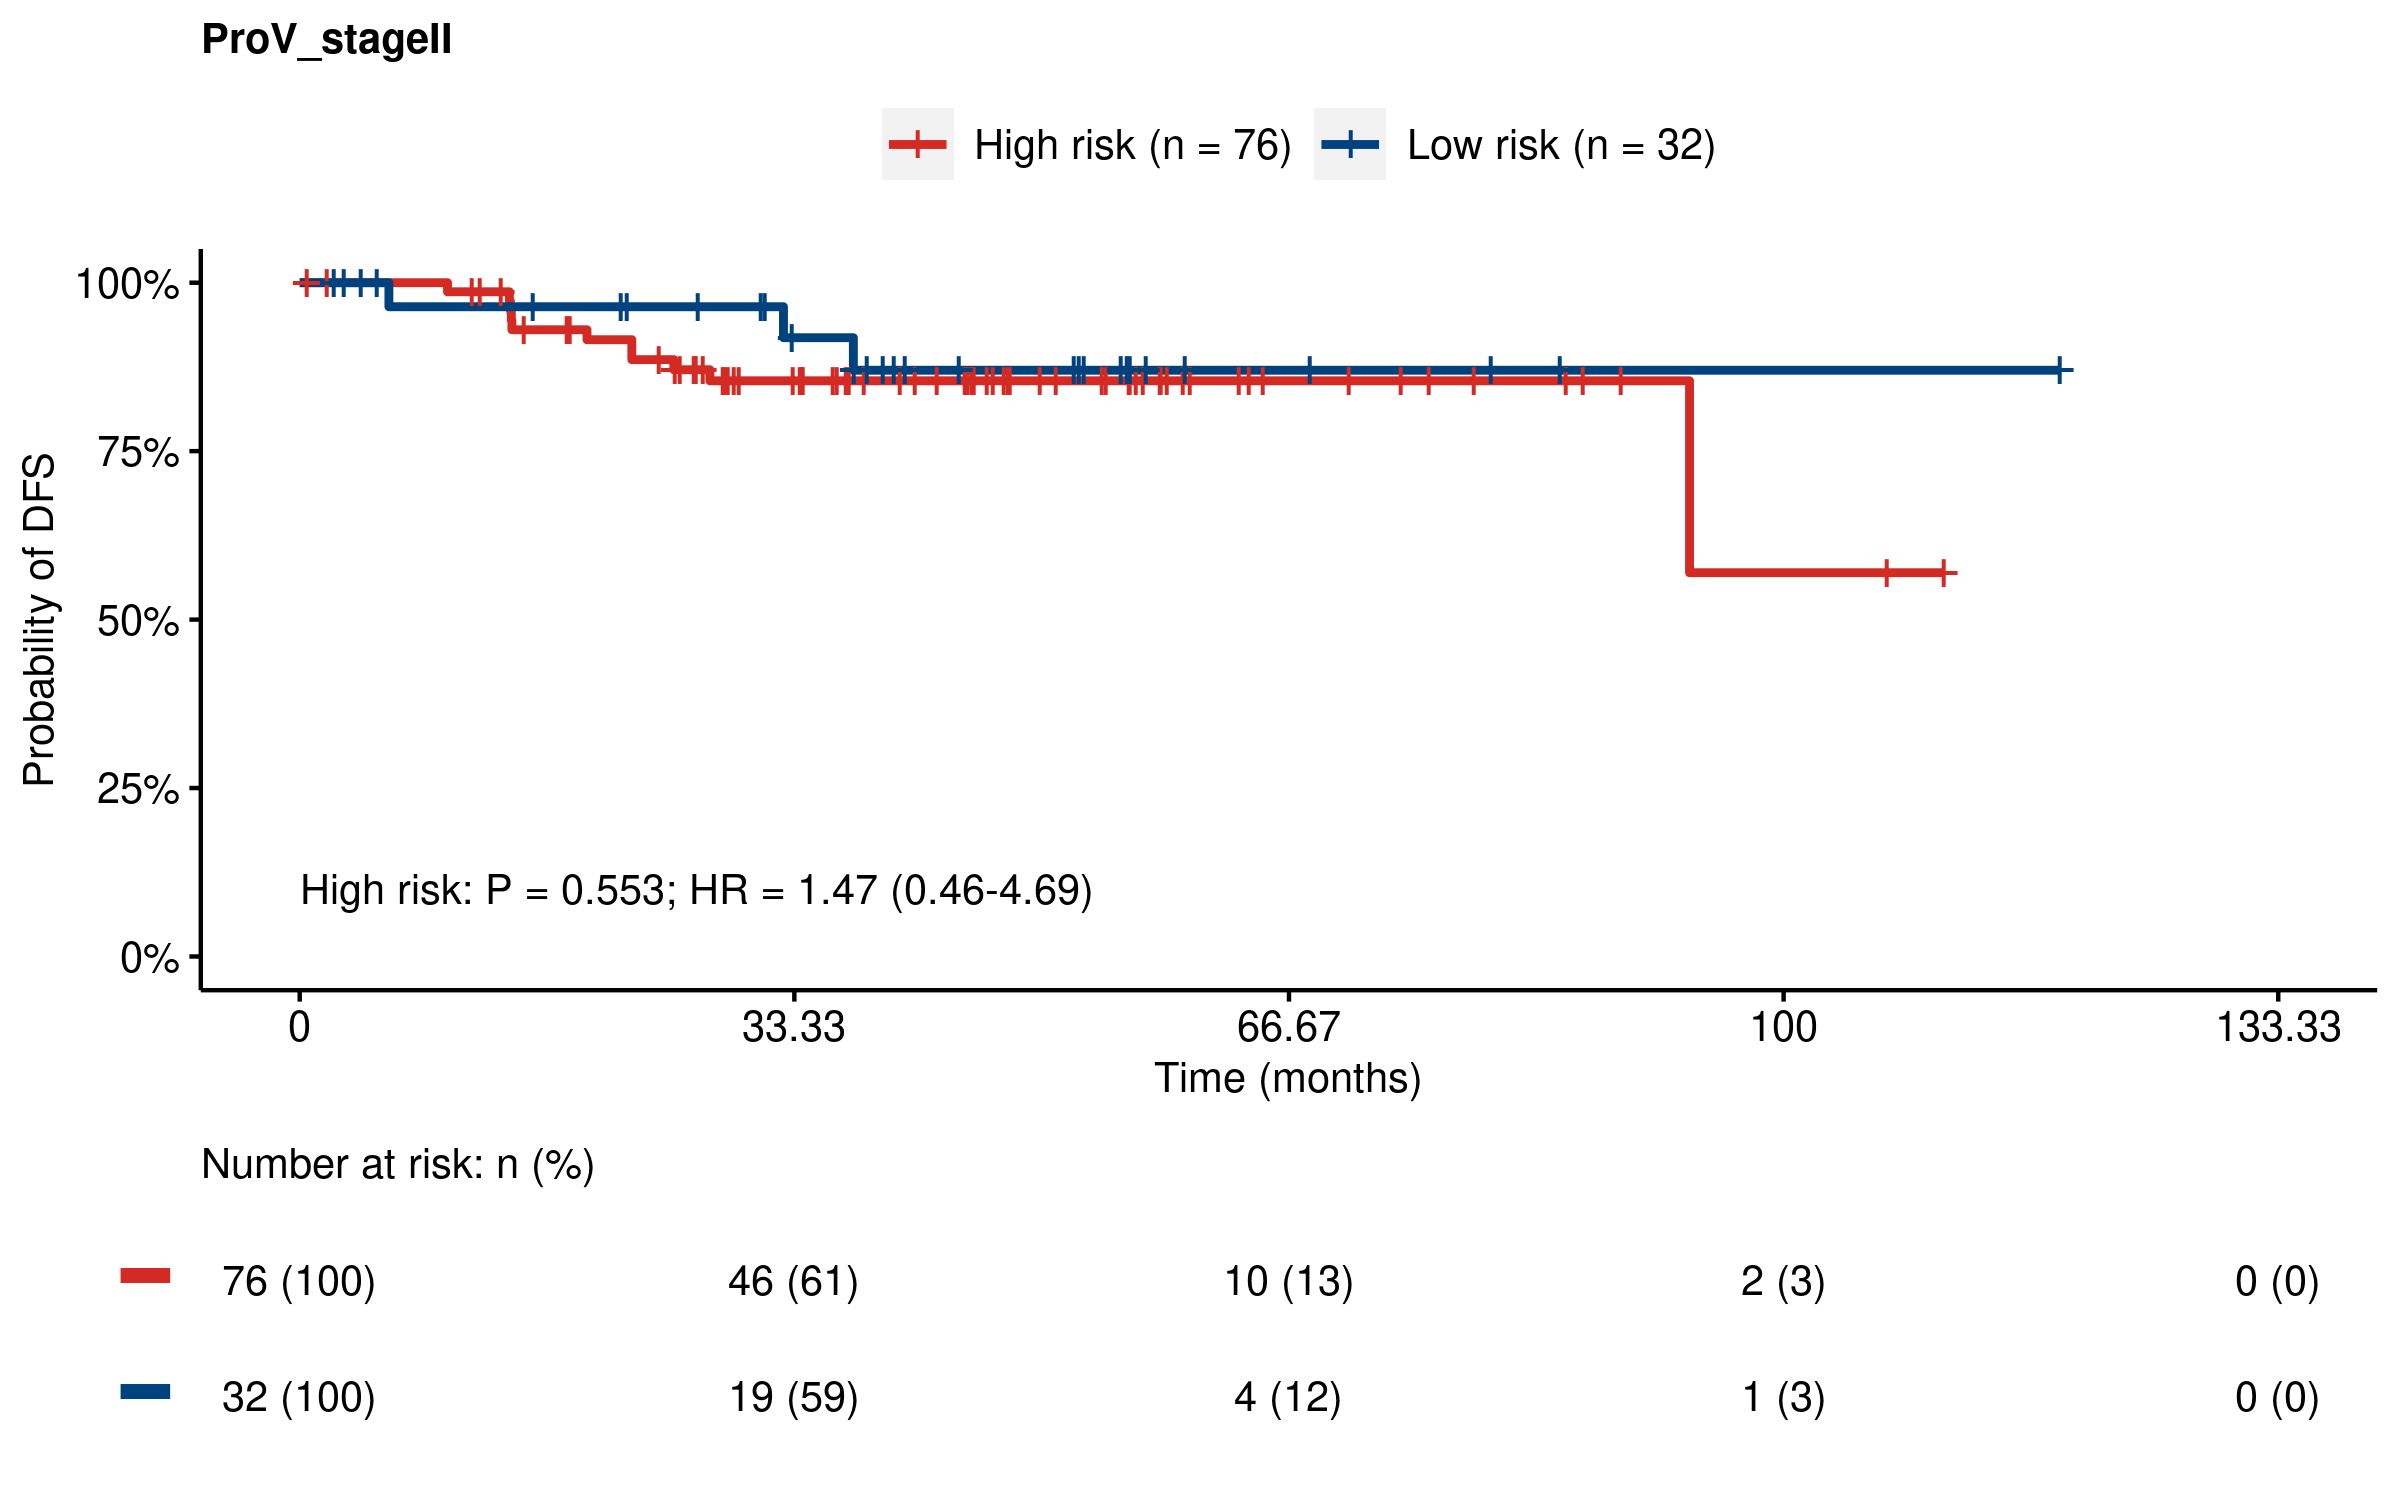 ProV_stageII
High risk (n = 76) Low risk (n = 32)
100%
75%
50%
25%
0%
Probability of DFS
High risk: P = 0.553; HR = 1.47 (0.46-4.69)
0 33.33 66.67 100 133.33
Time (months)
Number at risk: n (%)
76 (100) 46 (61) 10 (13) 2 (3) 0 (0)
32 (100) 19 (59) 4 (12) 1 (3) 0 (0)